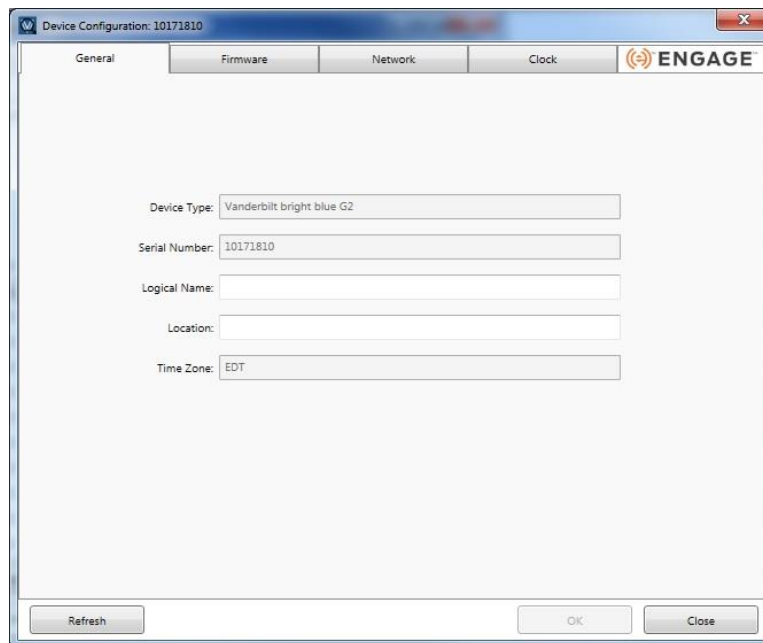 Device Configuration: 10171810
General Firmware Network Clock ENGAGE™
Device Type: Vanderbilt bright blue G2
Serial Number: 10171810
Logical Name:
Location:
Time Zone: EDT
Refresh OK Close